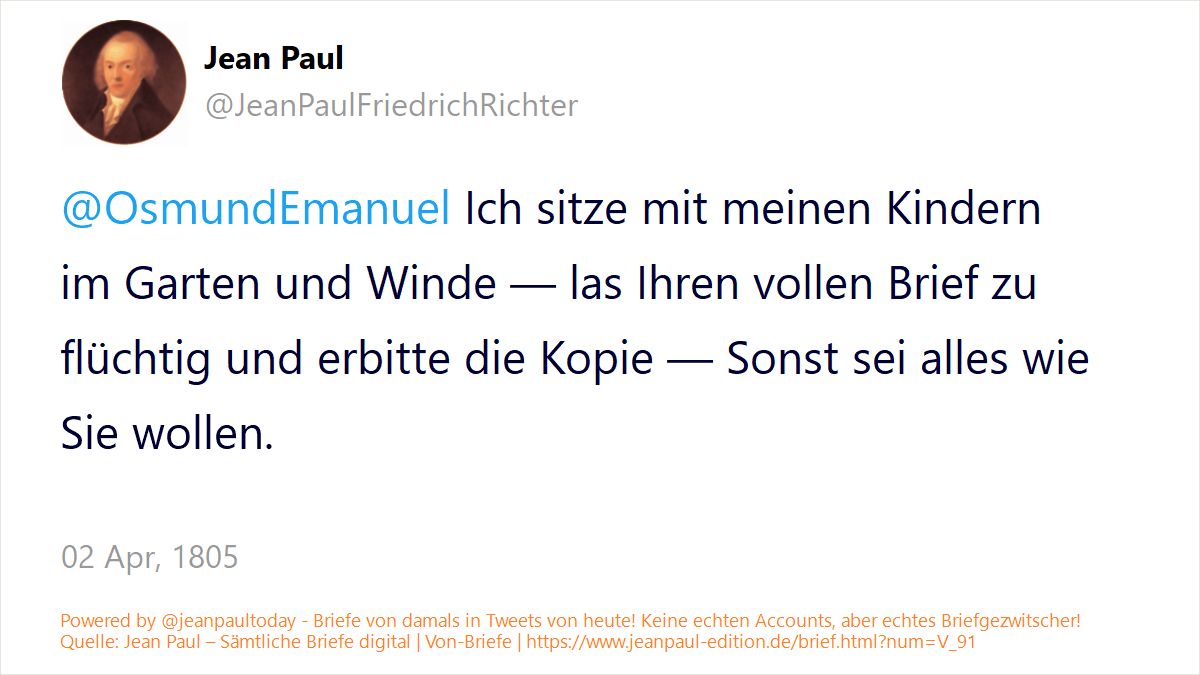 Jean Paul
@JeanPaulFriedrichRichter
@OsmundEmanuel Ich sitze mit meinen Kindern
im Garten und Winde — las Ihren vollen Brief zu
flüchtig und erbitte die Kopie — Sonst sei alles wie
Sie wollen.
02 Apr, 1805
Powered by @jeanpaultoday - Briefe von damals in Tweets von heute! Keine echten Accounts, aber echtes Briefgezwitscher!
Quelle: Jean Paul – Sämtliche Briefe digital | Von-Briefe | https://www.jeanpaul-edition.de/brief.html?num=V_91